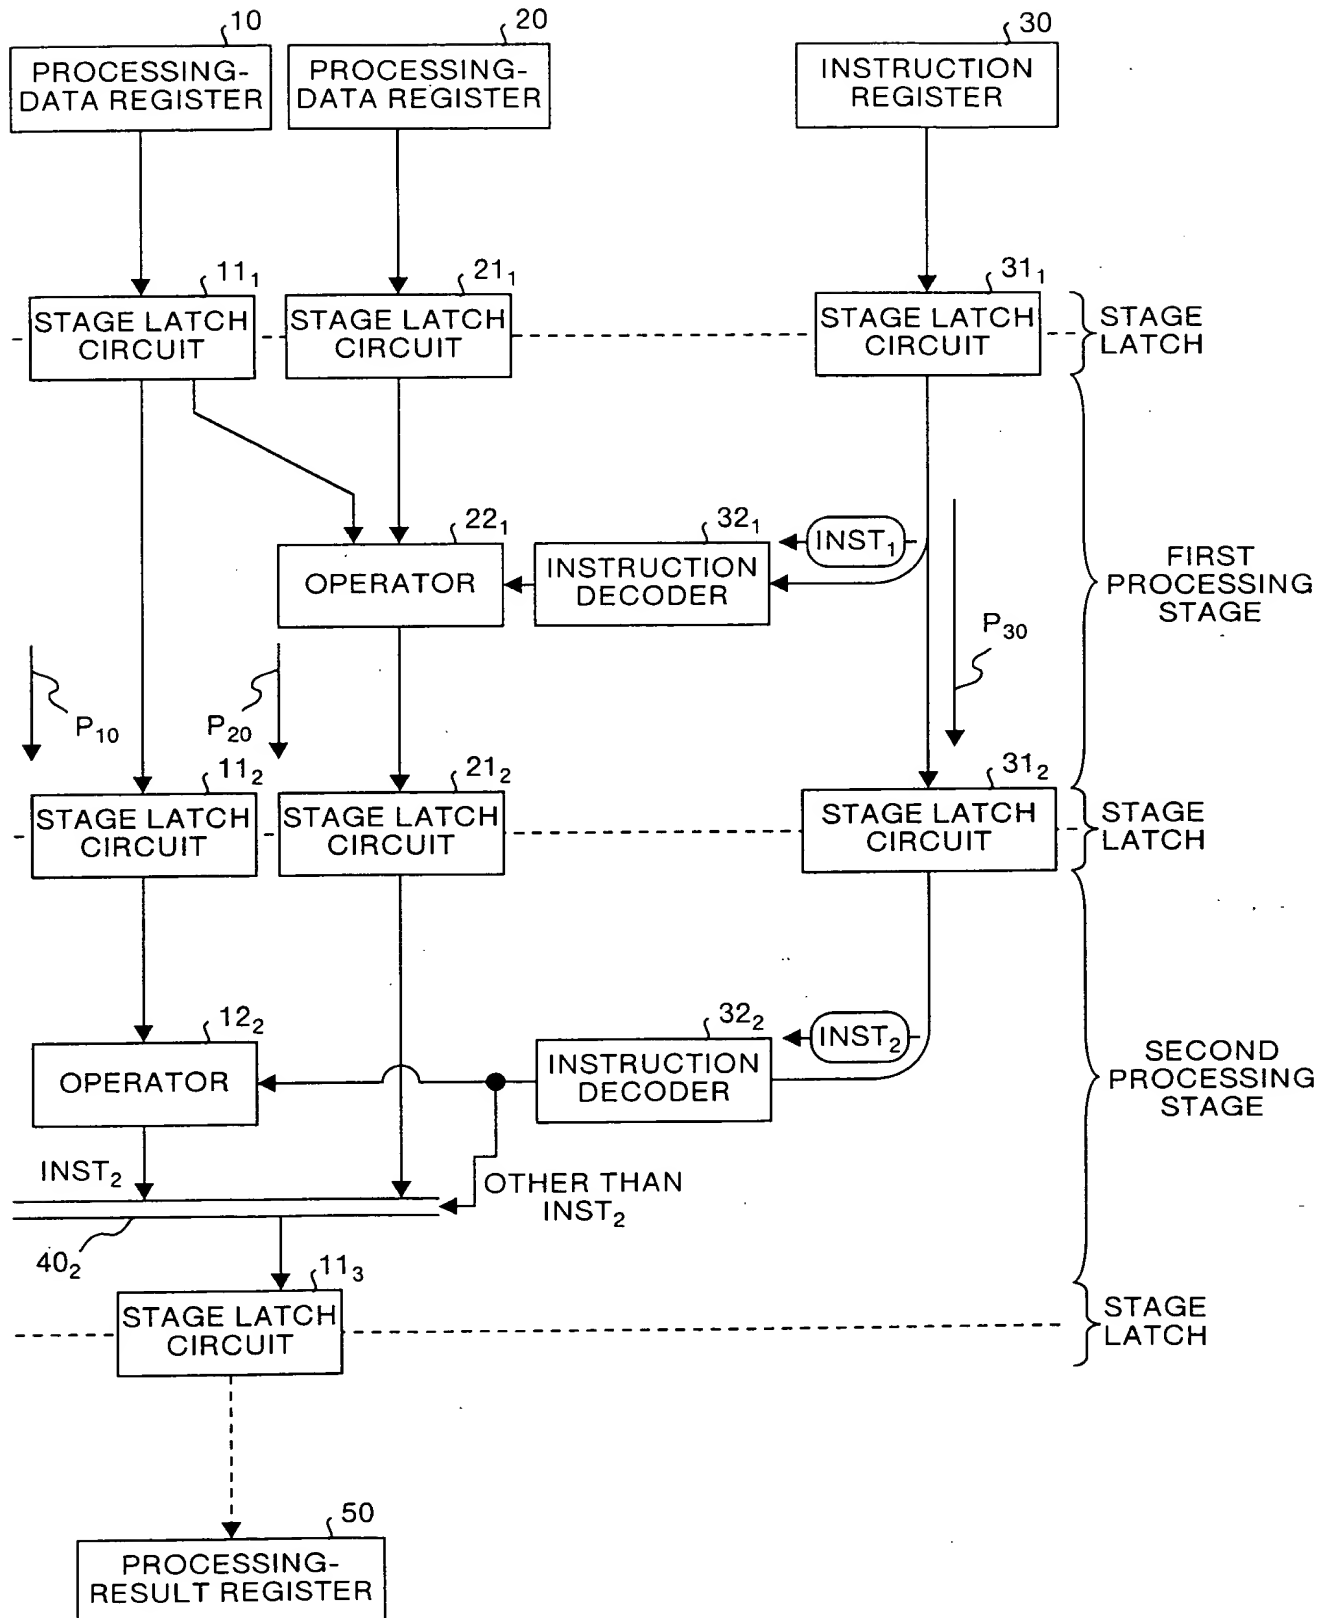 10
20
30
PROCESSING-
DATA REGISTER
PROCESSING-
DATA REGISTER
INSTRUCTION
REGISTER
11₁
21₁
31₁
STAGE LATCH
CIRCUIT
STAGE LATCH
CIRCUIT
STAGE LATCH
CIRCUIT
STAGE
LATCH
22₁
32₁
INST₁
OPERATOR
INSTRUCTION
DECODER
FIRST
PROCESSING
STAGE
P₁₀
P₂₀
P₃₀
11₂
21₂
31₂
STAGE LATCH
CIRCUIT
STAGE LATCH
CIRCUIT
STAGE LATCH
CIRCUIT
STAGE
LATCH
12₂
32₂
INST₂
OPERATOR
INSTRUCTION
DECODER
SECOND
PROCESSING
STAGE
INST₂
OTHER THAN
INST₂
40₂
11₃
STAGE LATCH
CIRCUIT
STAGE
LATCH
50
PROCESSING-
RESULT REGISTER